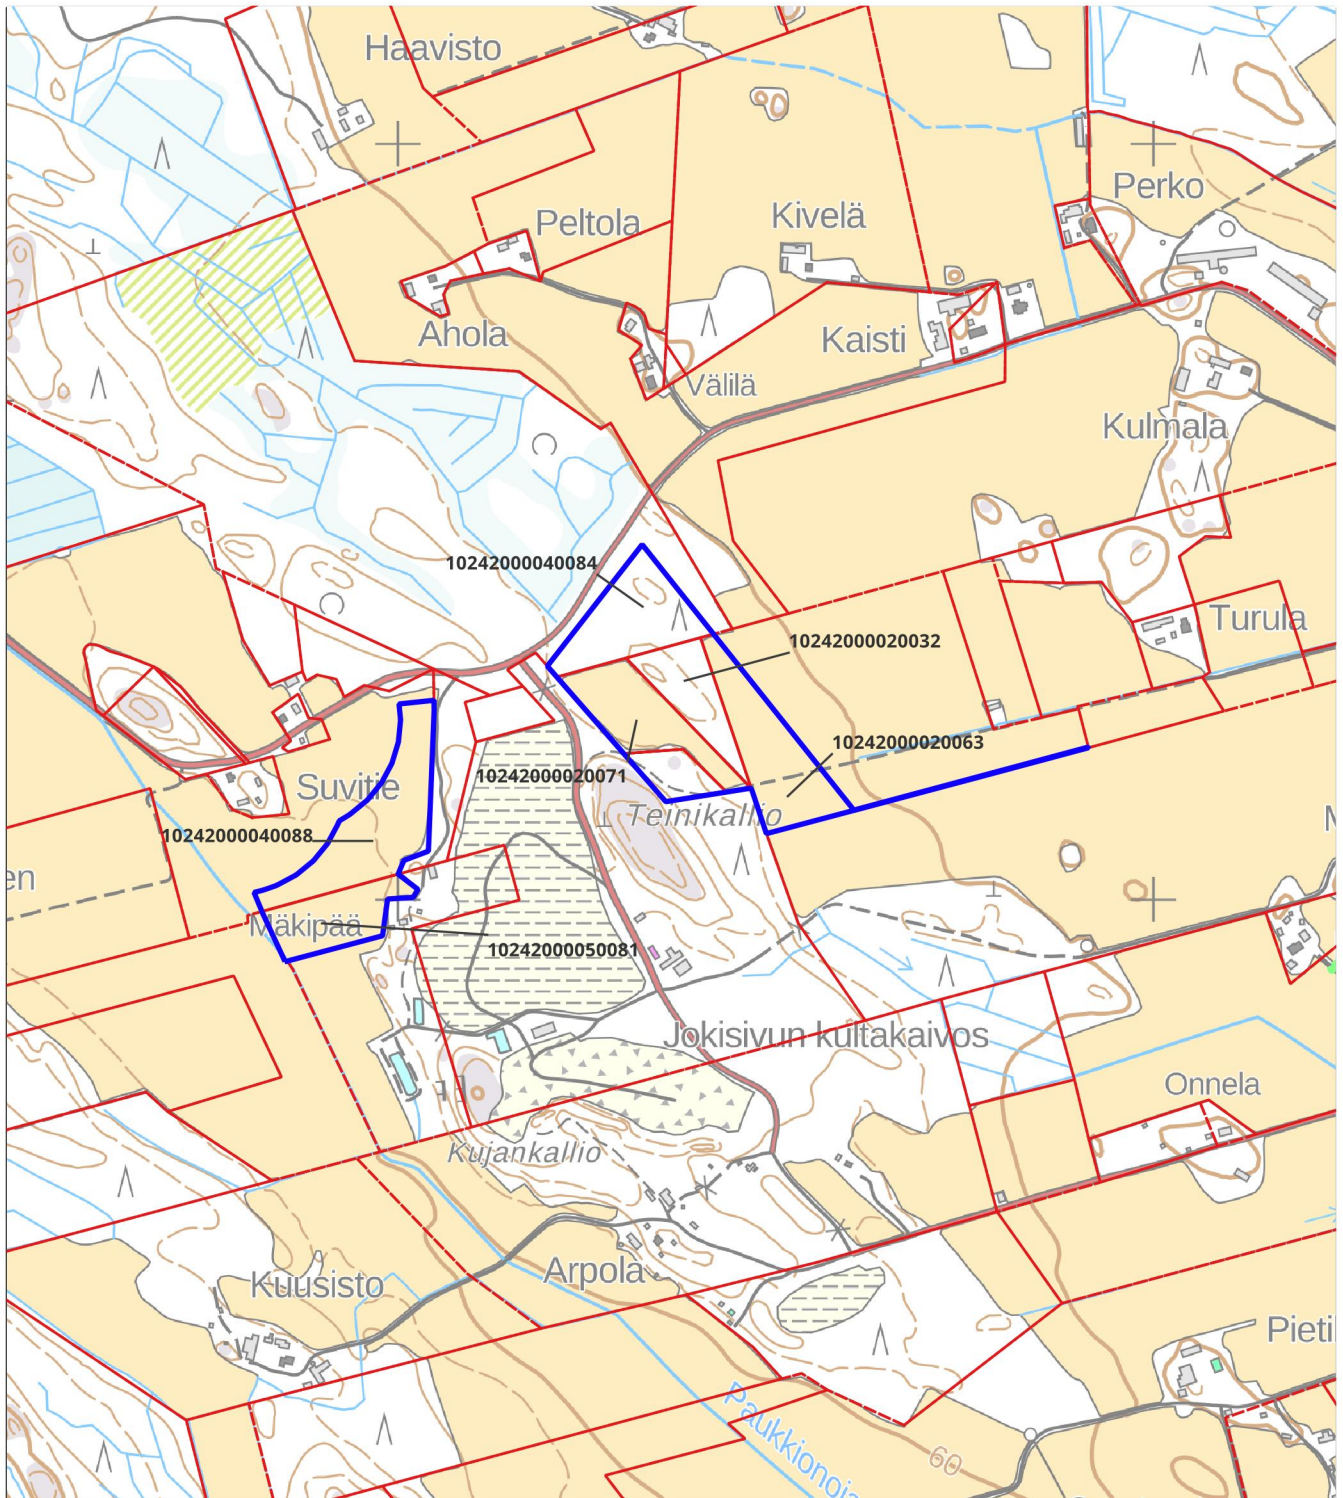 Haavisto
Perko
Peltola
Kivelä
Ahola
Kaisti
Välilä
Kulmala
10242000040084
Turula
10242000020032
10242000020063
10242000020071
Suvitie
Teinikallio
10242000040088
M
en
Mäkipää
10242000050081
Jokisivun kultakaivos
Onnela
Kujankallio
Arpola
Kuusisto
Pieti
Paukkionoja
60